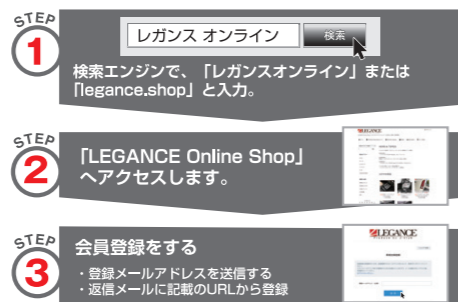 STEP
1
レガンス オンライン
検索
検索エンジンで、「レガンスオンライン」または
「legance.shop」と入力。
STEP
2
「LEGANCE Online Shop」
へアクセスします。
LEGANCE
STEP
3
会員登録をする
・登録メールアドレスを送信する
・返信メールに記載のURLから登録
LEGANCE